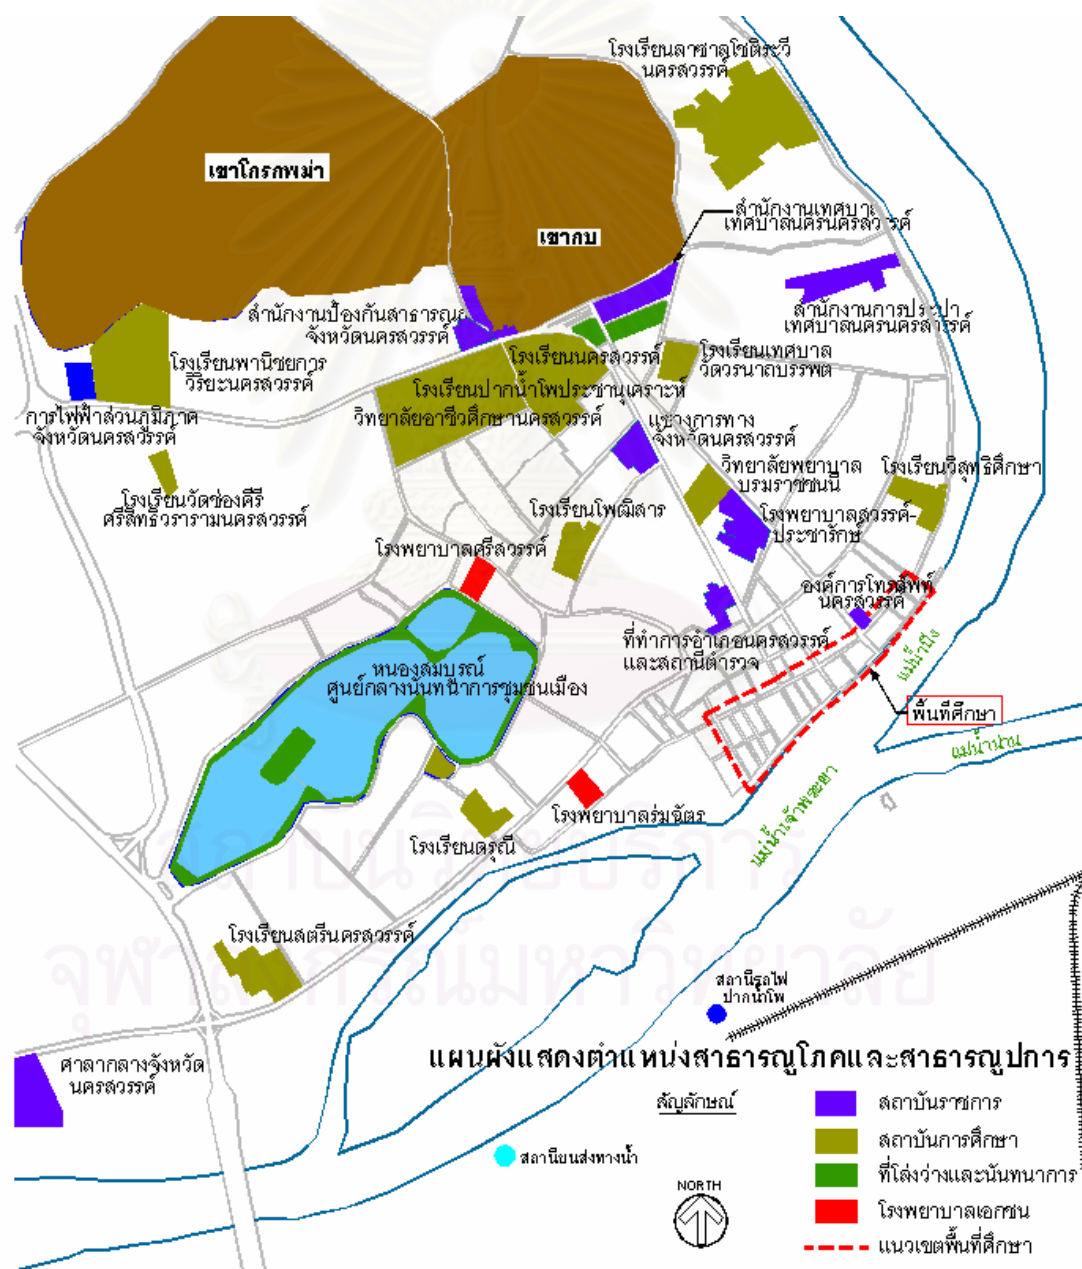 โรงเรียนลาซาลโชติระวี
นครสวรรค์
เขาโกรกพม่า
เขากบ
สำนักงานเทศบาล
เทศบาลนครนครสวรรค์
สำนักงานป้องกันสาธารณภัย
จังหวัดนครสวรรค์
สำนักงานการประปา
เทศบาลนครนครสวรรค์
โรงเรียนพานิชยการ
วิริยะนครสวรรค์
โรงเรียนนครสวรรค์
โรงเรียนเทศบาล
วัดวรนาถบรรพต
โรงเรียนปากน้ำโพประชานุเคราะห์
วิทยาลัยอาชีวศึกษานครสวรรค์
การไฟฟ้าส่วนภูมิภาค
จังหวัดนครสวรรค์
แขวงการทาง
จังหวัดนครสวรรค์
วิทยาลัยพยาบาล
บรมราชชนนี
โรงเรียนวิสุทธิศึกษา
โรงเรียนวัดช่องคีรี
ศรีสิทธิวรารามนครสวรรค์
โรงเรียนโพฒิสาร
โรงพยาบาลสวรรค์-
ประชารักษ์
โรงพยาบาลศรีสวรรค์
องค์การโทรศัพท์
นครสวรรค์
ที่ทำการอำเภอนครสวรรค์
และสถานีตำรวจ
แม่น้ำปิง
หนองสมบูรณ์
ศูนย์กลางนันทนาการชุมชนเมือง
พื้นที่ศึกษา
แม่น้ำน่าน
แม่น้ำเจ้าพระยา
โรงพยาบาลร่มฉัตร
โรงเรียนดรุณี
สถาบันวิทยบริการ
โรงเรียนสตรีนครสวรรค์
จุฬาลงกรณ์มหาวิทยาลัย
สถานีรถไฟ
ปากน้ำโพ
ศาลากลางจังหวัด
นครสวรรค์
แผนผังแสดงตำแหน่งสาธารณูโภคและสาธารณูปการ
สัญลักษณ์
สถาบันราชการ
สถาบันการศึกษา
ที่โล่งว่างและนันทนาการ
โรงพยาบาลเอกชน
แนวเขตพื้นที่ศึกษา
สถานีขนส่งทางน้ำ
NORTH